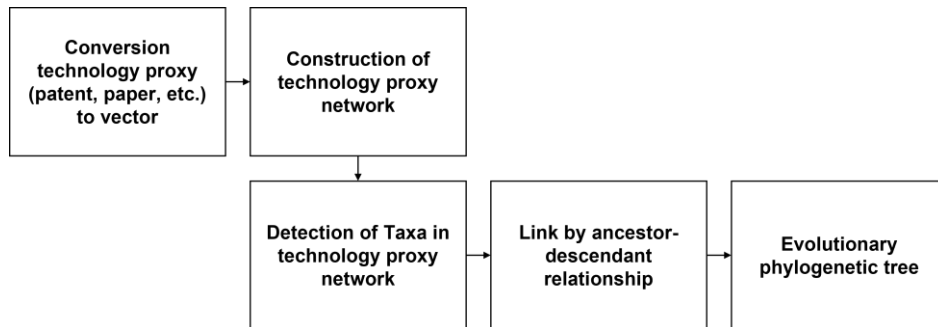 Conversion
technology proxy
(patent, paper, etc.)
to vector
Construction of
technology proxy
network
Detection of Taxa in
technology proxy
network
Link by ancestor-
descendant
relationship
Evolutionary
phylogenetic tree